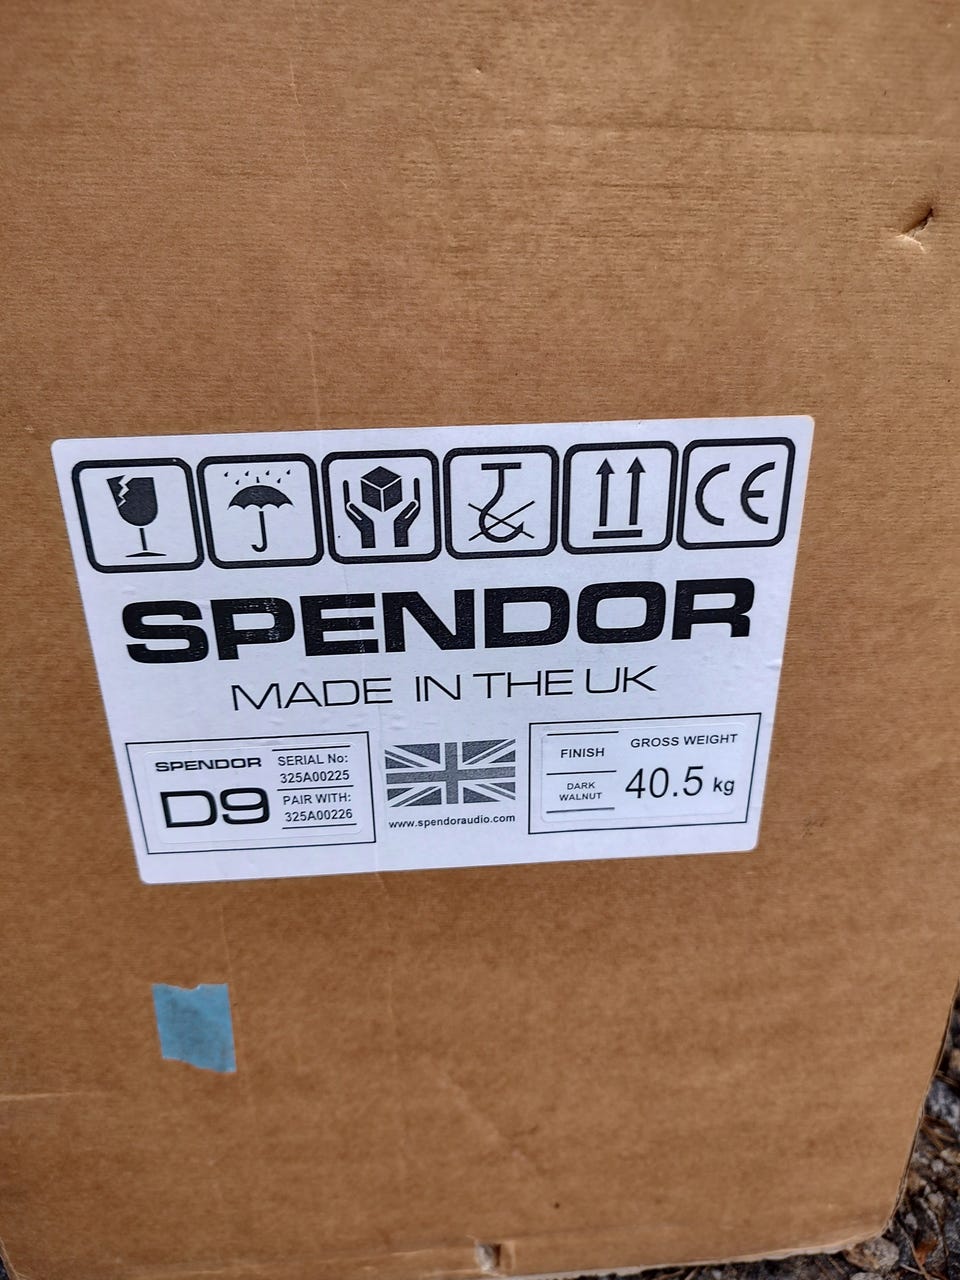 CE
SPENDOR
MADE IN THE UK
SPENDOR
D9
SERIAL No:
325A00225
PAIR WITH:
325A00226
www.spendoraudio.com
FINISH
DARK
WALNUT
GROSS WEIGHT
40.5 kg